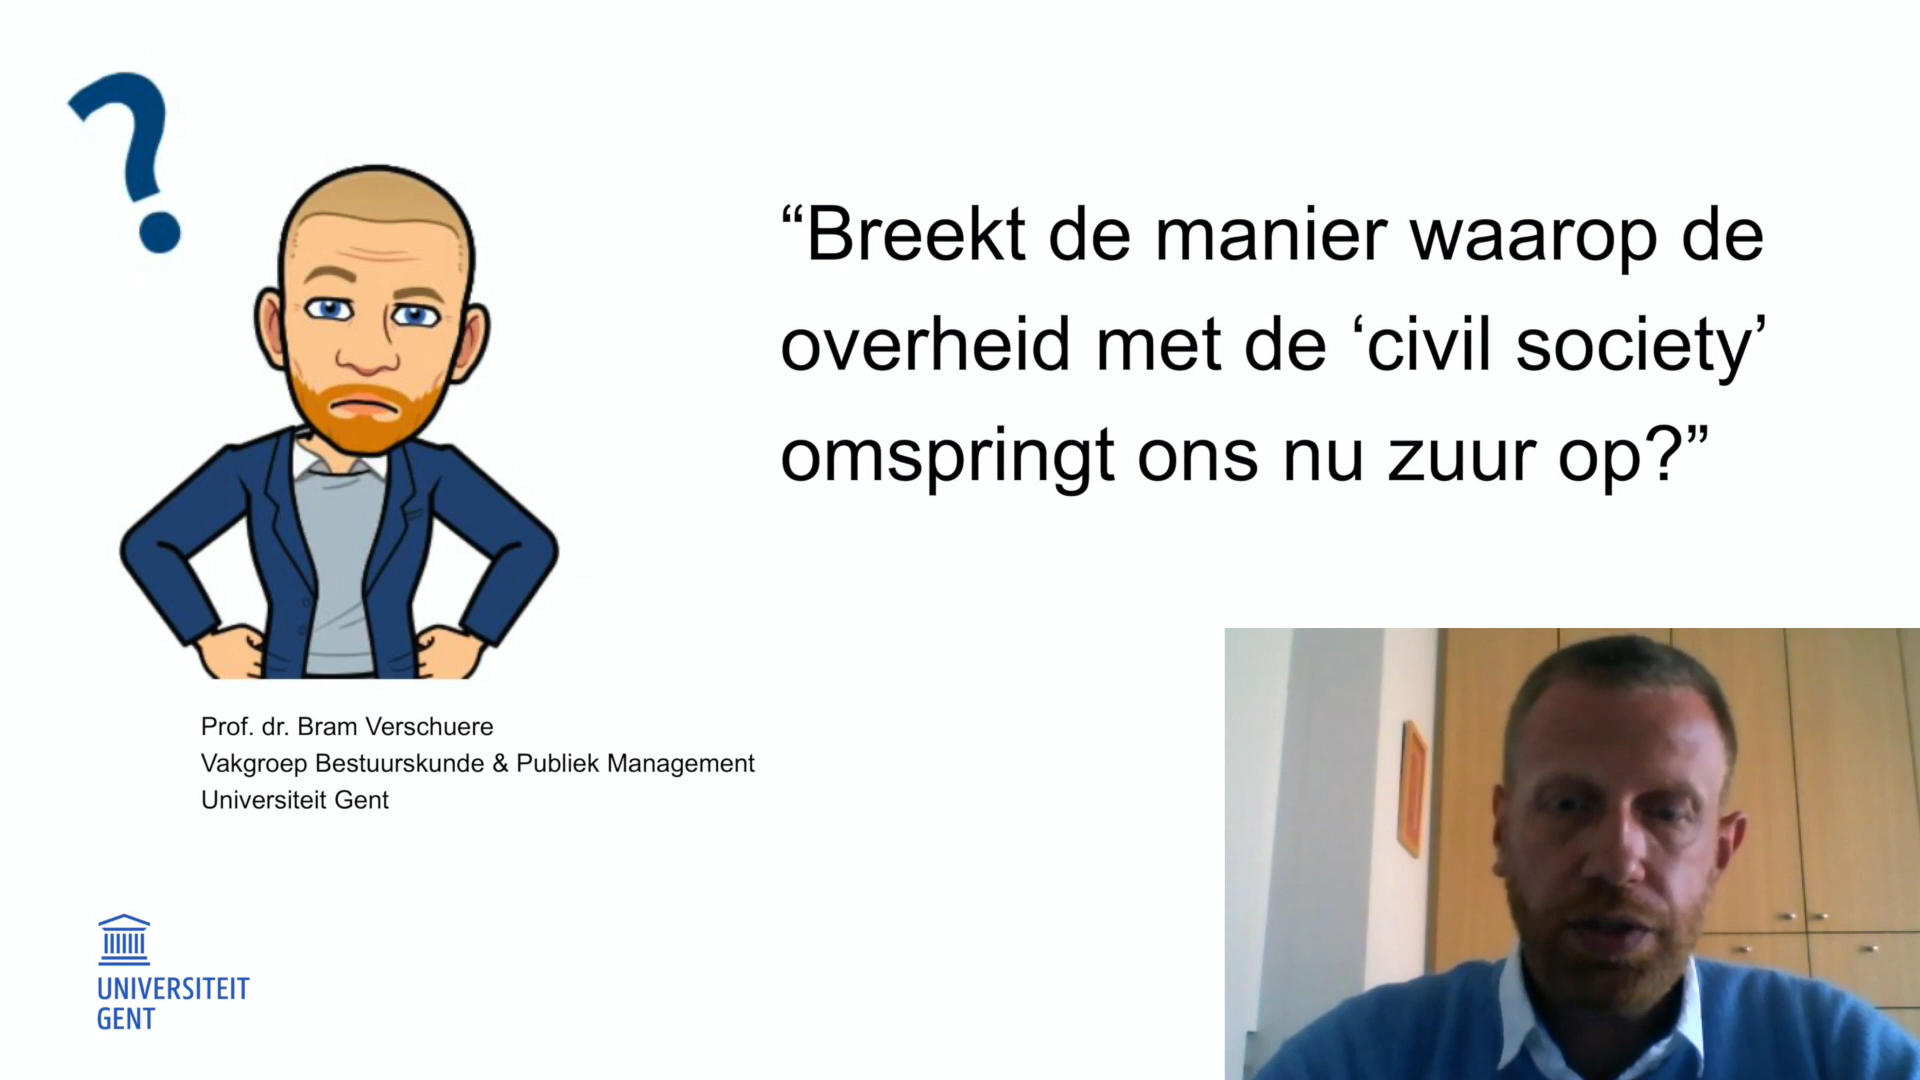 “Breekt de manier waarop de
overheid met de ‘civil society’
omspringt ons nu zuur op?”
Prof. dr. Bram Verschuere
Vakgroep Bestuurskunde & Publiek Management
Universiteit Gent
UNIVERSITEIT
GENT